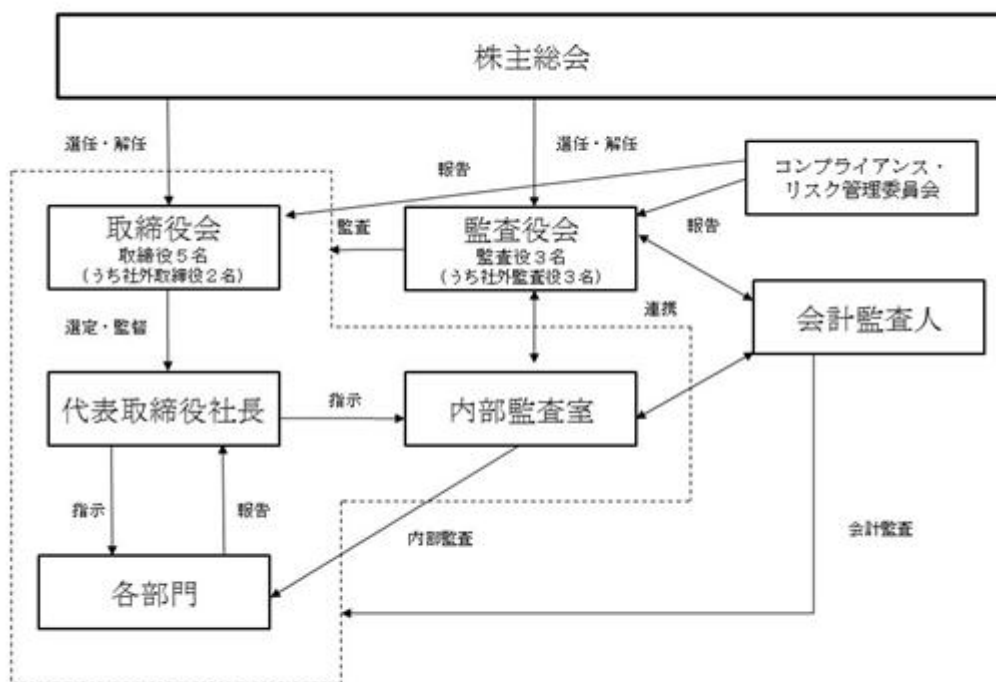 株主総会
選任・解任
選任・解任
報告
コンプライアンス・
リスク管理委員会
取締役会
取締役5名
(うち社外取締役2名)
監査
監査役会
監査役3名
(うち社外監査役3名)
報告
選定・監督
連携
会計監査人
代表取締役社長
指示
内部監査室
指示
報告
内部監査
会計監査
各部門